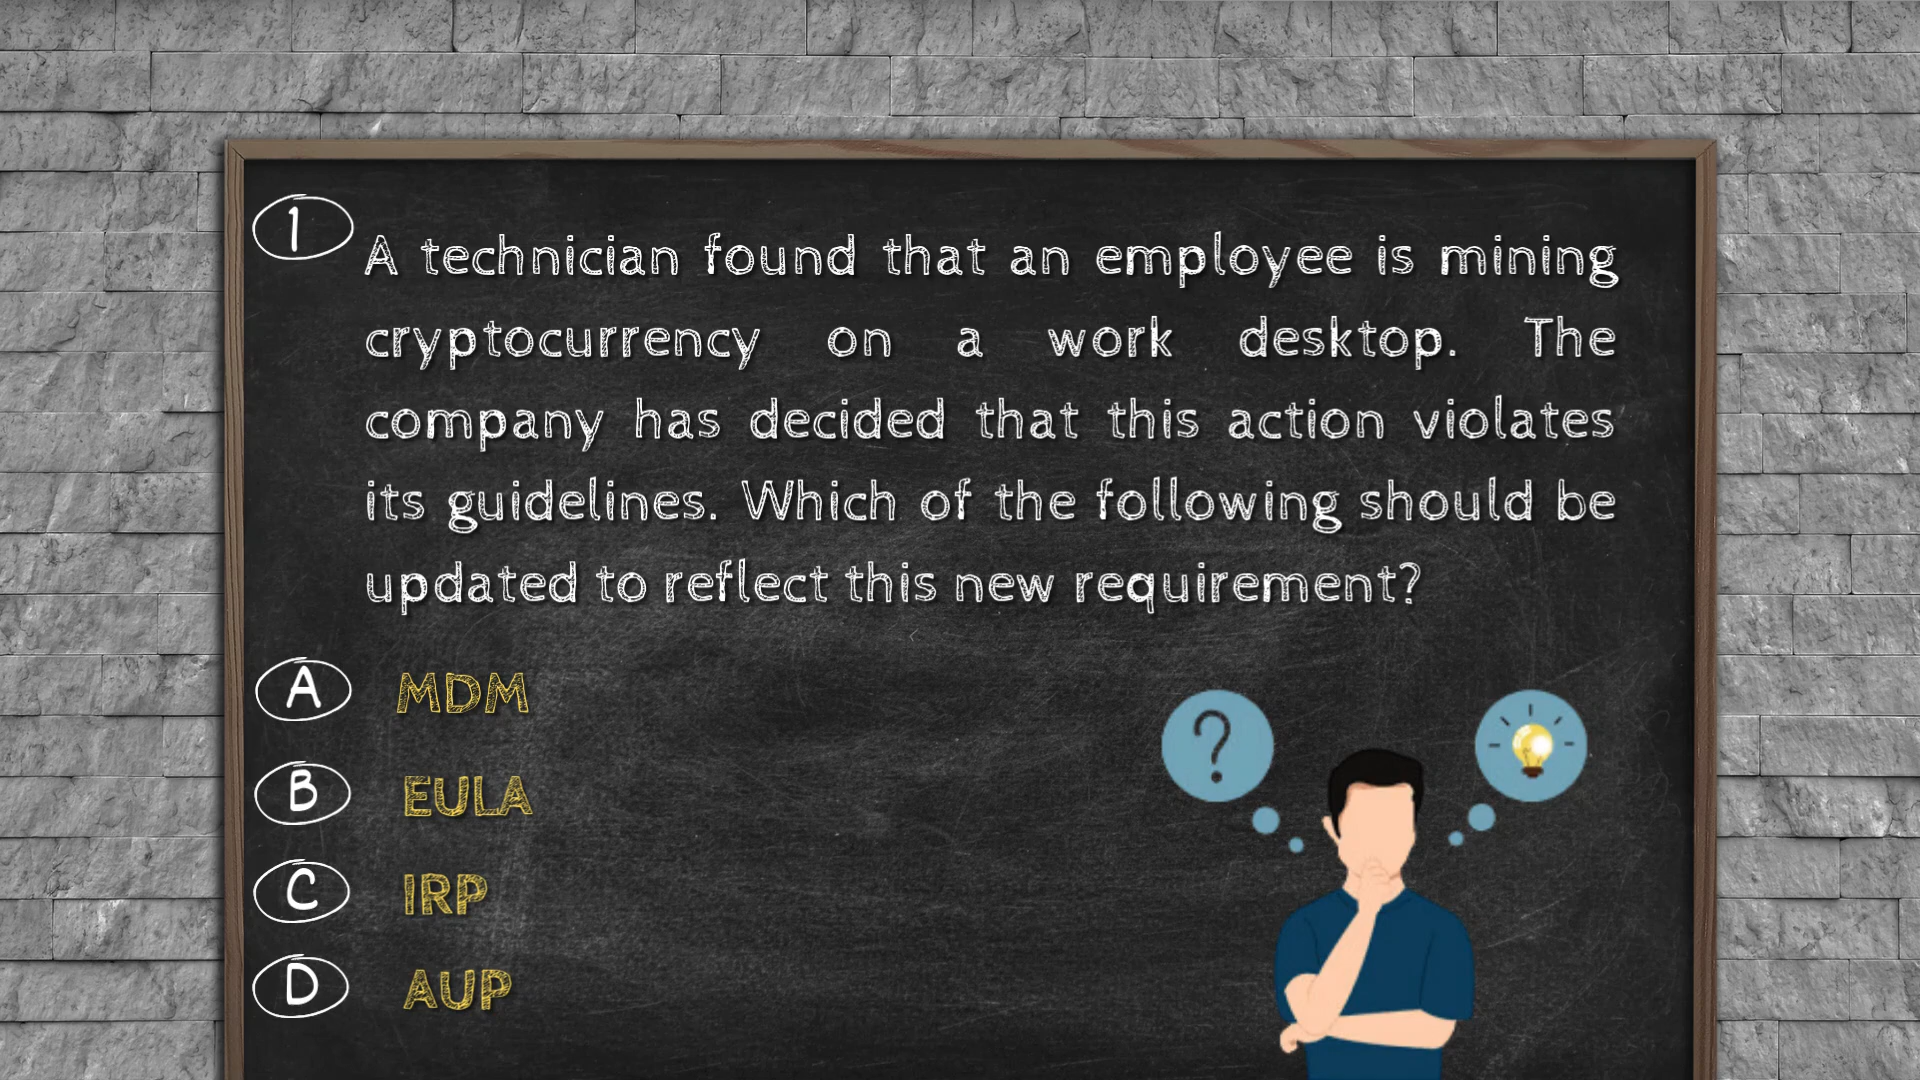 1
A technician found that an employee is mining
cryptocurrency on a work desktop. The
company has decided that this action violates
its guidelines. Which of the following should be
updated to reflect this new requirement?
A MDM
B EULA
C IRP
D AUP